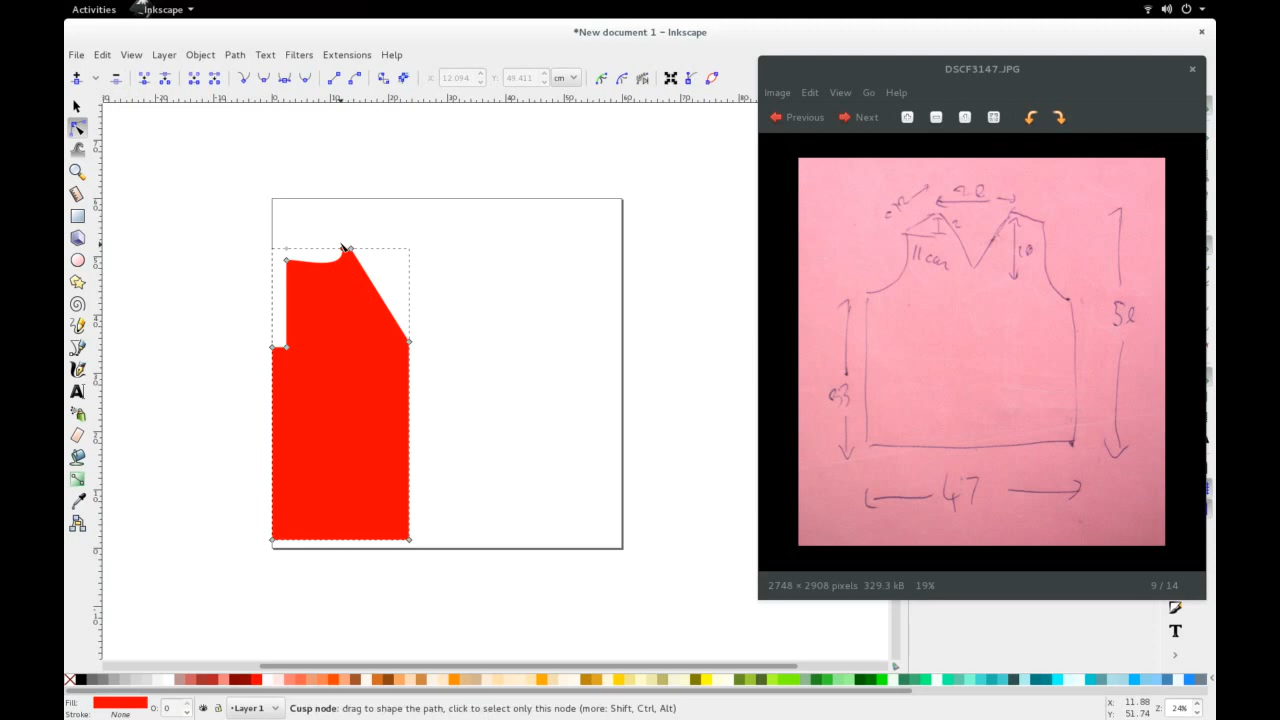 Activities Inkscape
*New document 1 – Inkscape
File Edit View Layer Object Path Text Filters Extensions Help
X: 12.094 Y: 49.411 cm
DSCF3147.JPG
Image Edit View Go Help
Previous Next
11 cm
33
47
2748 × 2908 pixels 329.3 kB 19%
9 / 14
Fill:
Stroke: None
O: 0
•Layer 1
Cusp node: drag to shape the path, click to select only this node (more: Shift, Ctrl, Alt)
X: 11.88
Y: 51.74
Z: 24%